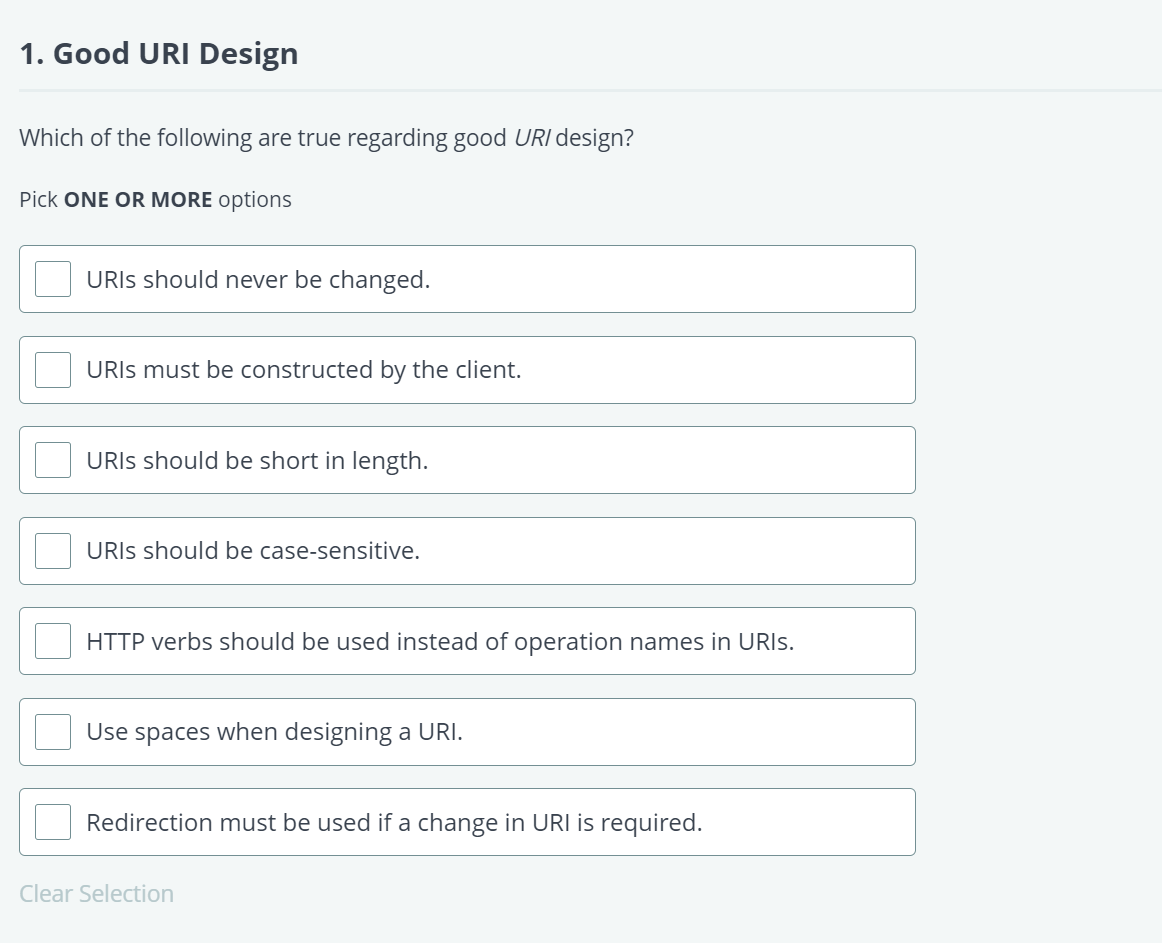 1. Good URI Design
Which of the following are true regarding good URI design?
Pick ONE OR MORE options
URIs should never be changed.
URIs must be constructed by the client.
URIs should be short in length.
URIs should be case-sensitive.
HTTP verbs should be used instead of operation names in URIs.
Use spaces when designing a URI.
Redirection must be used if a change in URI is required.
Clear Selection